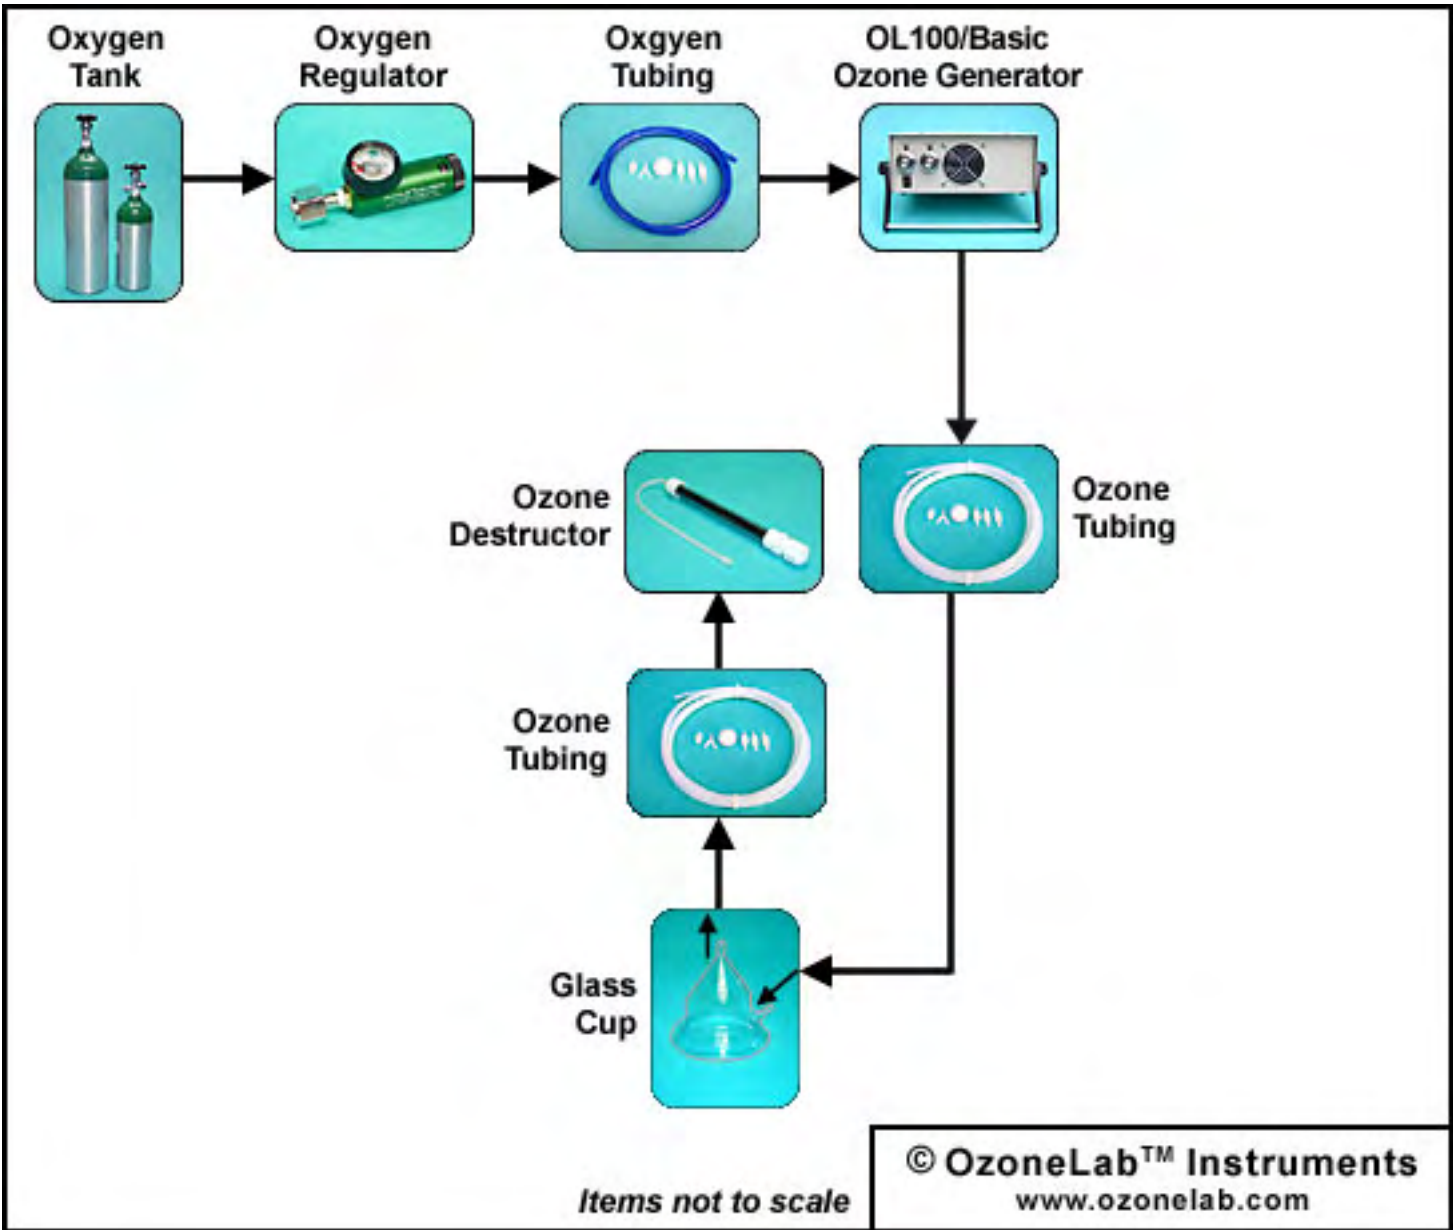 Oxygen
Tank
Oxygen
Regulator
Oxgyen
Tubing
OL100/Basic
Ozone Generator
Ozone
Destructor
Ozone
Tubing
Ozone
Tubing
Glass
Cup
Items not to scale
© OzoneLab™ Instruments
www.ozonelab.com